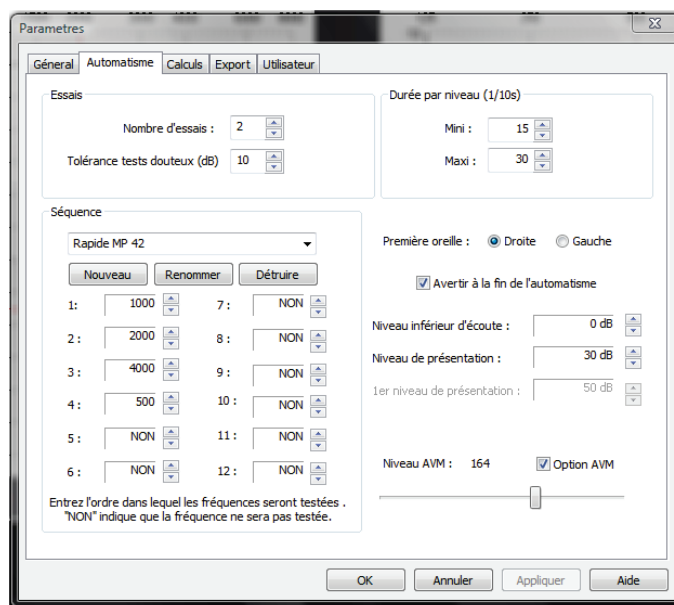 Parametres
Géneral Automatisme Calculs Export Utilisateur
Essais
Nombre d'essais : 2
Tolérance tests douteux (dB) 10
Durée par niveau (1/10s)
Mini : 15
Maxi : 30
Séquence
Rapide MP 42
Nouveau Renommer Détruire
1: 1000 7 : NON
2 : 2000 8 : NON
3 : 4000 9 : NON
4 : 500 10 : NON
5 : NON 11 : NON
6 : NON 12 : NON
Entrez l'ordre dans lequel les fréquences seront testées .
"NON" indique que la fréquence ne sera pas testée.
Première oreille : Droite Gauche
Avertir à la fin de l'automatisme
Niveau inférieur d'écoute : 0 dB
Niveau de présentation : 30 dB
1er niveau de présentation : 50 dB
Niveau AVM : 164 Option AVM
OK Annuler Appliquer Aide